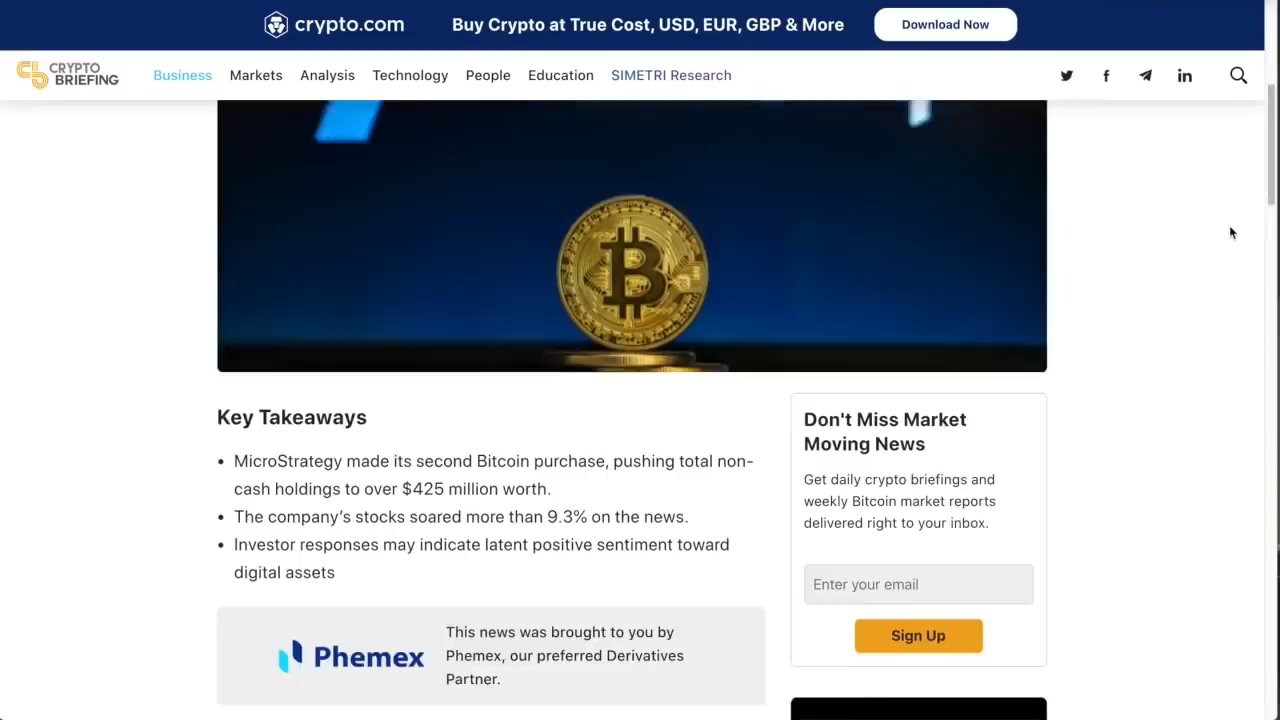 crypto.com
Buy Crypto at True Cost, USD, EUR, GBP & More
Download Now
CRYPTO
BRIEFING
Business Markets Analysis Technology People Education SIMETRI Research
Key Takeaways
• MicroStrategy made its second Bitcoin purchase, pushing total non-
cash holdings to over $425 million worth.
• The company’s stocks soared more than 9.3% on the news.
• Investor responses may indicate latent positive sentiment toward
digital assets
Phemex
This news was brought to you by
Phemex, our preferred Derivatives
Partner.
Don't Miss Market
Moving News
Get daily crypto briefings and
weekly Bitcoin market reports
delivered right to your inbox.
Enter your email
Sign Up